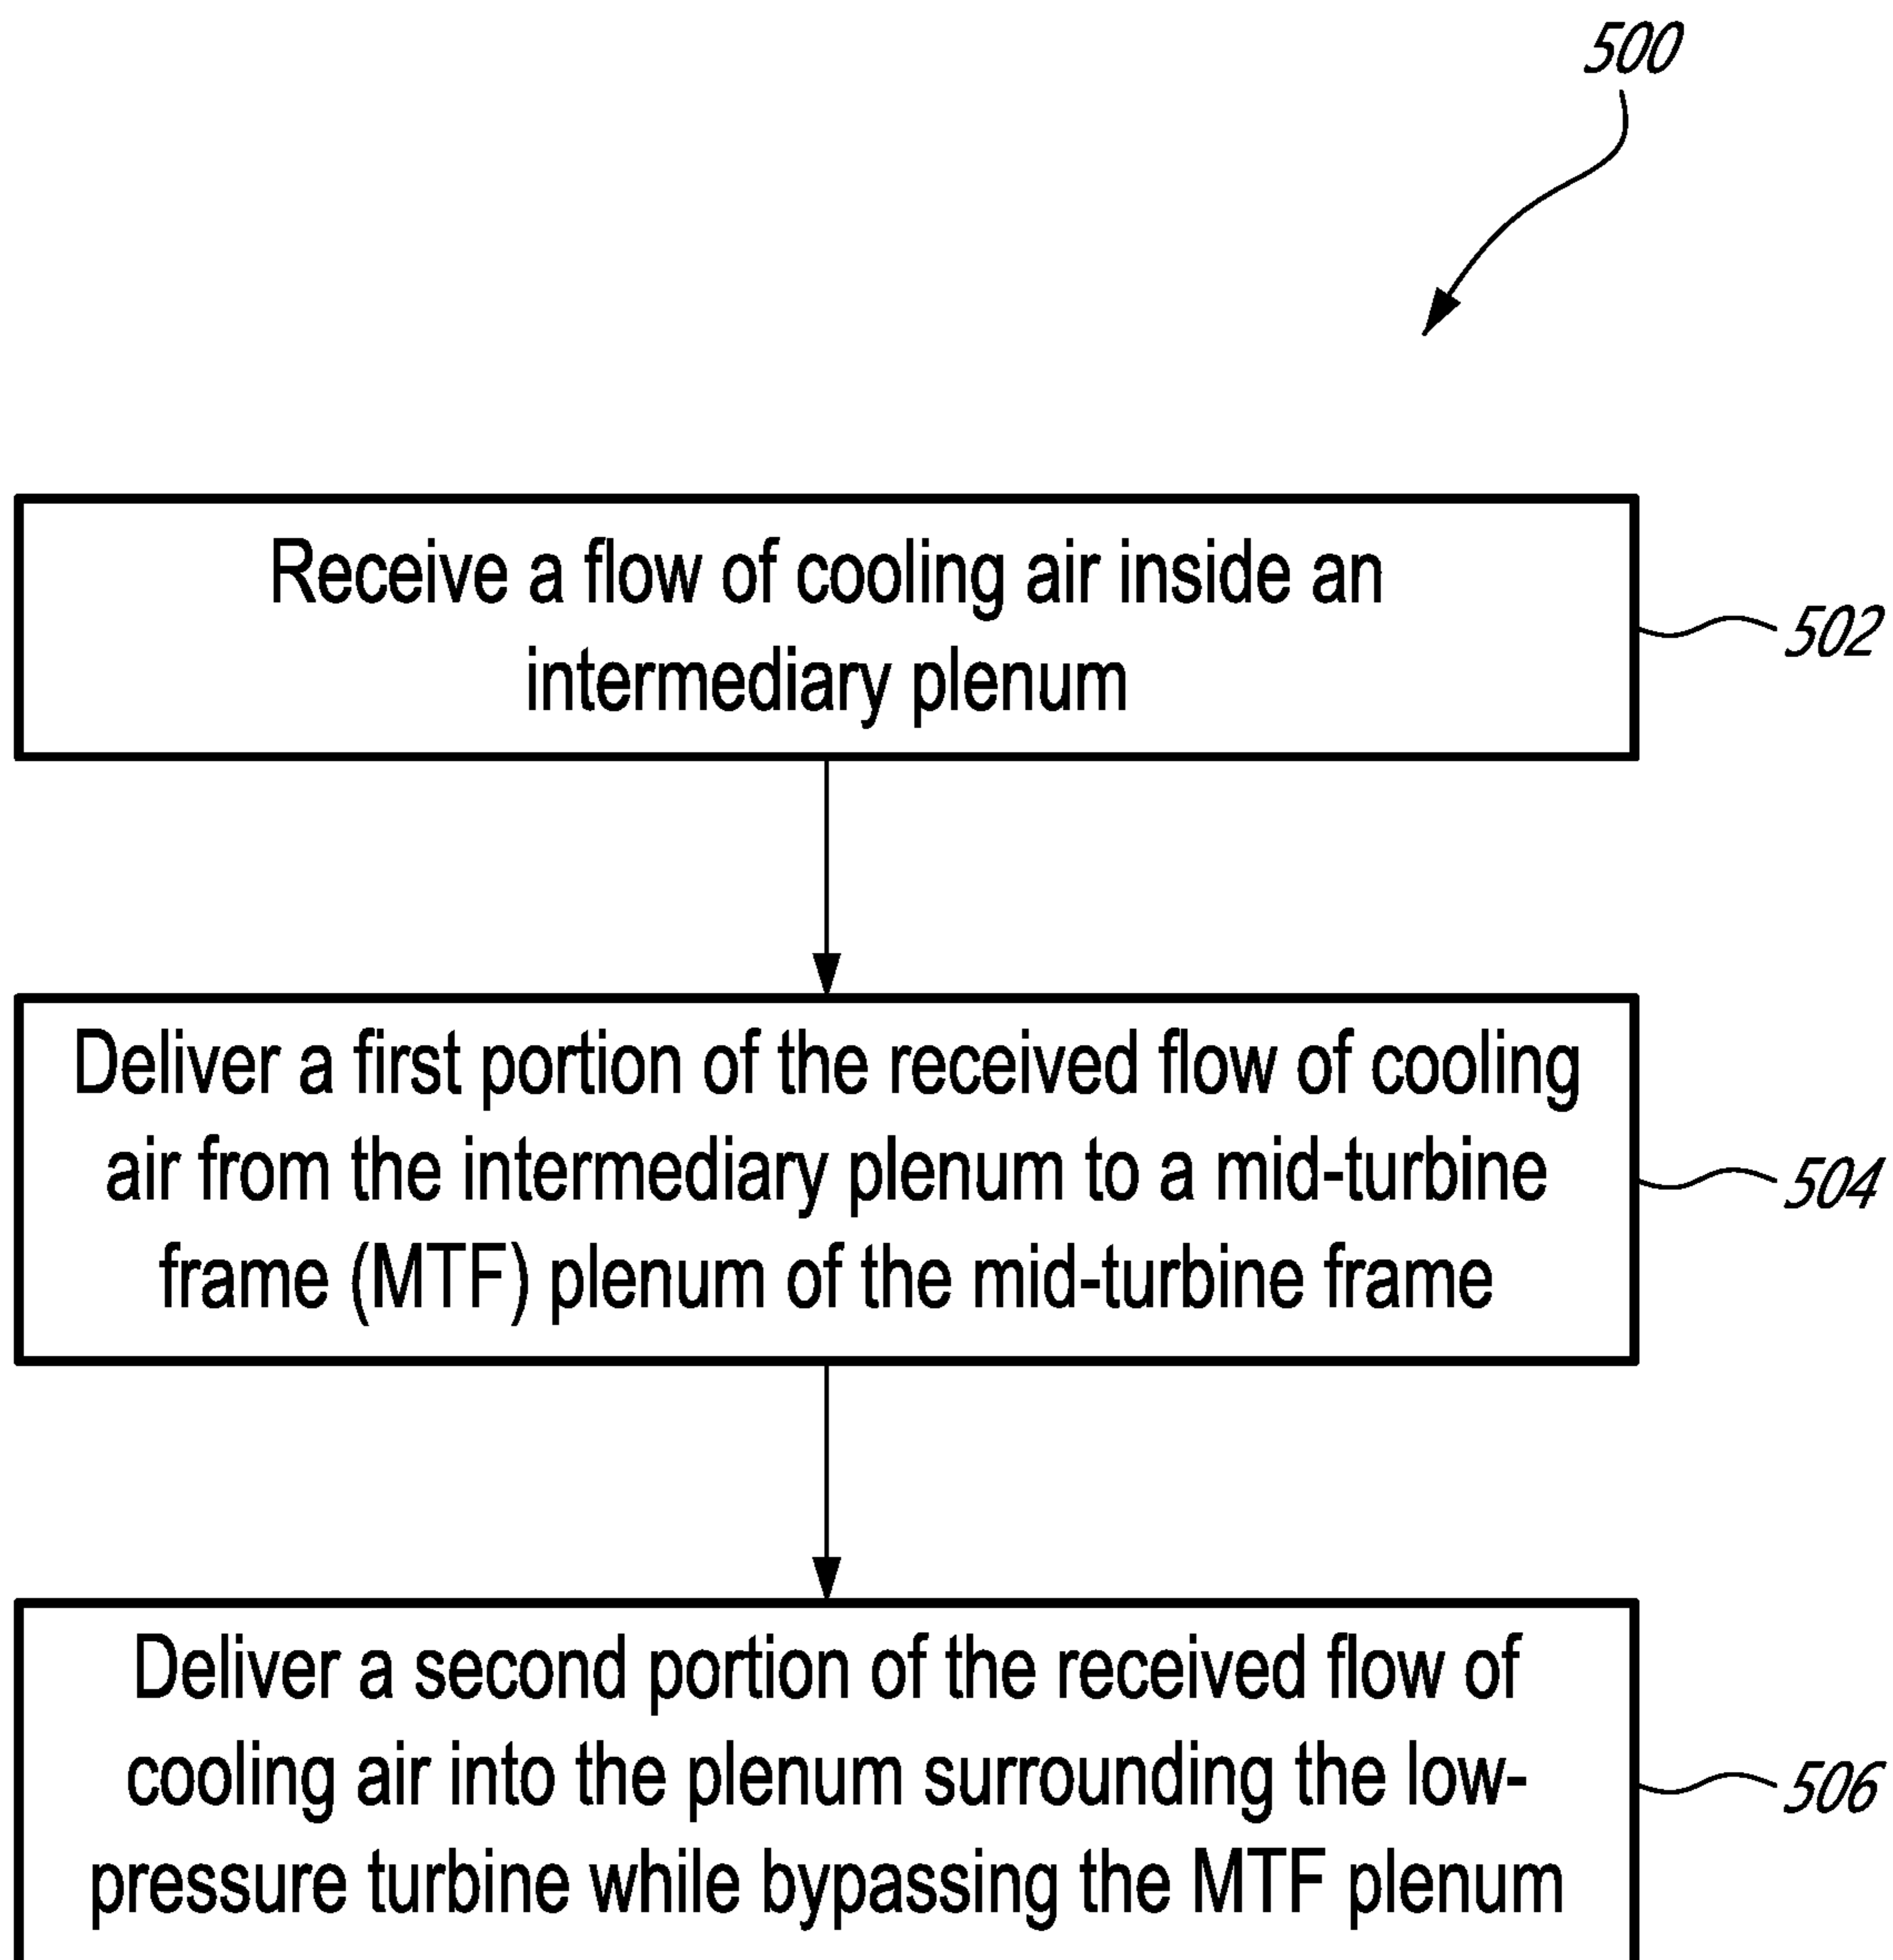 500
Receive a flow of cooling air inside an
intermediary plenum
502
Deliver a first portion of the received flow of cooling
air from the intermediary plenum to a mid-turbine
frame (MTF) plenum of the mid-turbine frame
504
Deliver a second portion of the received flow of
cooling air into the plenum surrounding the low-
pressure turbine while bypassing the MTF plenum
506